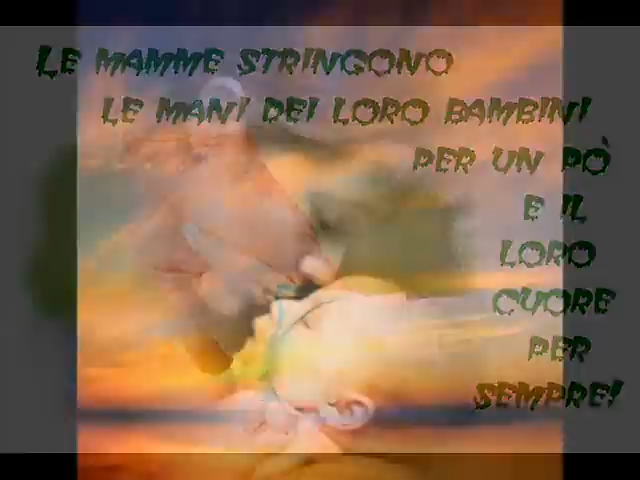 LE MAMME STRINGONO
LE MANI DEI LORO BAMBINI
PER UN PÒ
E IL
LORO
CUORE
PER
SEMPRE!